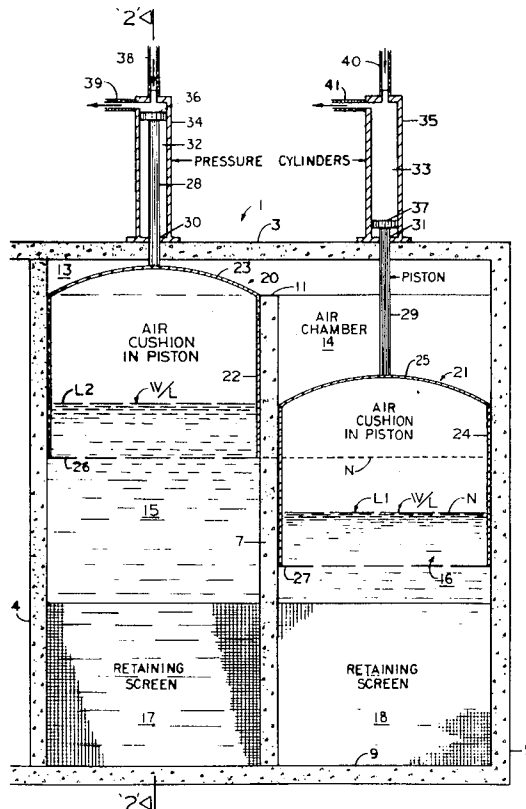 '2'
38
40
39
41
36
34
35
32
33
PRESSURE CYLINDERS
28
37
1
30
31
3
13
23
20
11
PISTON
AIR
CUSHION
IN PISTON
AIR
CHAMBER
14
29
22
25
21
L2
W/L
AIR
CUSHION
IN PISTON
24
26
N
15
L1
W/L
N
7
27
16
4
RETAINING
SCREEN
17
RETAINING
SCREEN
18
9
'2'